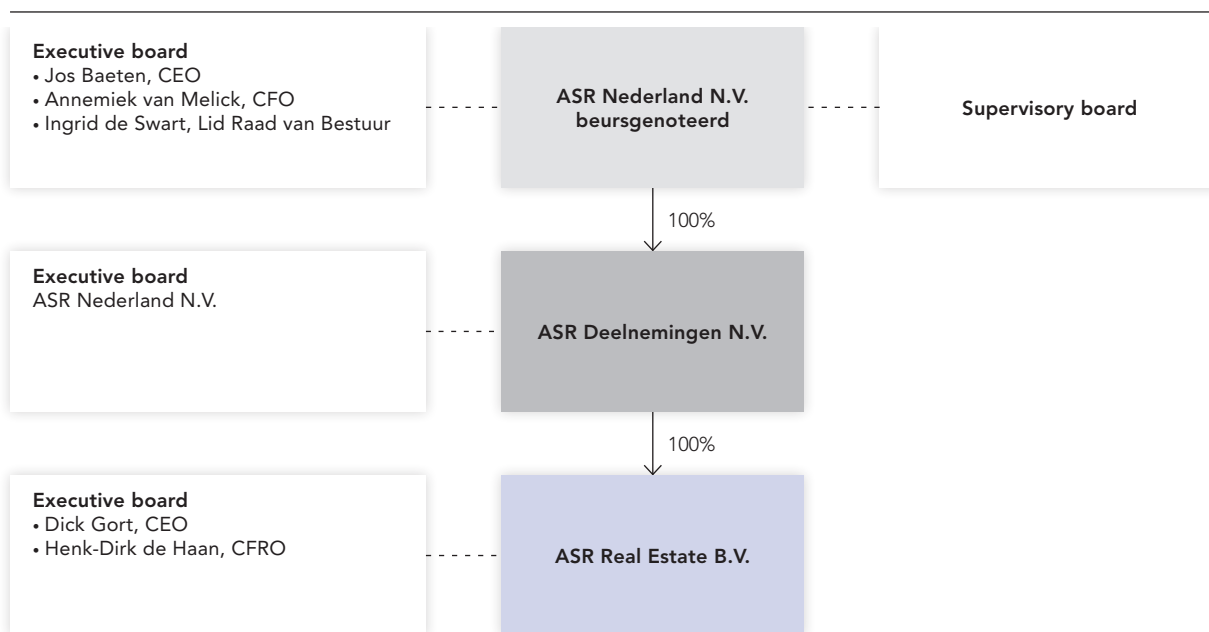 Executive board
• Jos Baeten, CEO
• Annemiek van Melick, CFO
• Ingrid de Swart, Lid Raad van Bestuur
ASR Nederland N.V.
beursgenoteerd
Supervisory board
100%
Executive board
ASR Nederland N.V.
ASR Deelnemingen N.V.
100%
Executive board
• Dick Gort, CEO
• Henk-Dirk de Haan, CFRO
ASR Real Estate B.V.